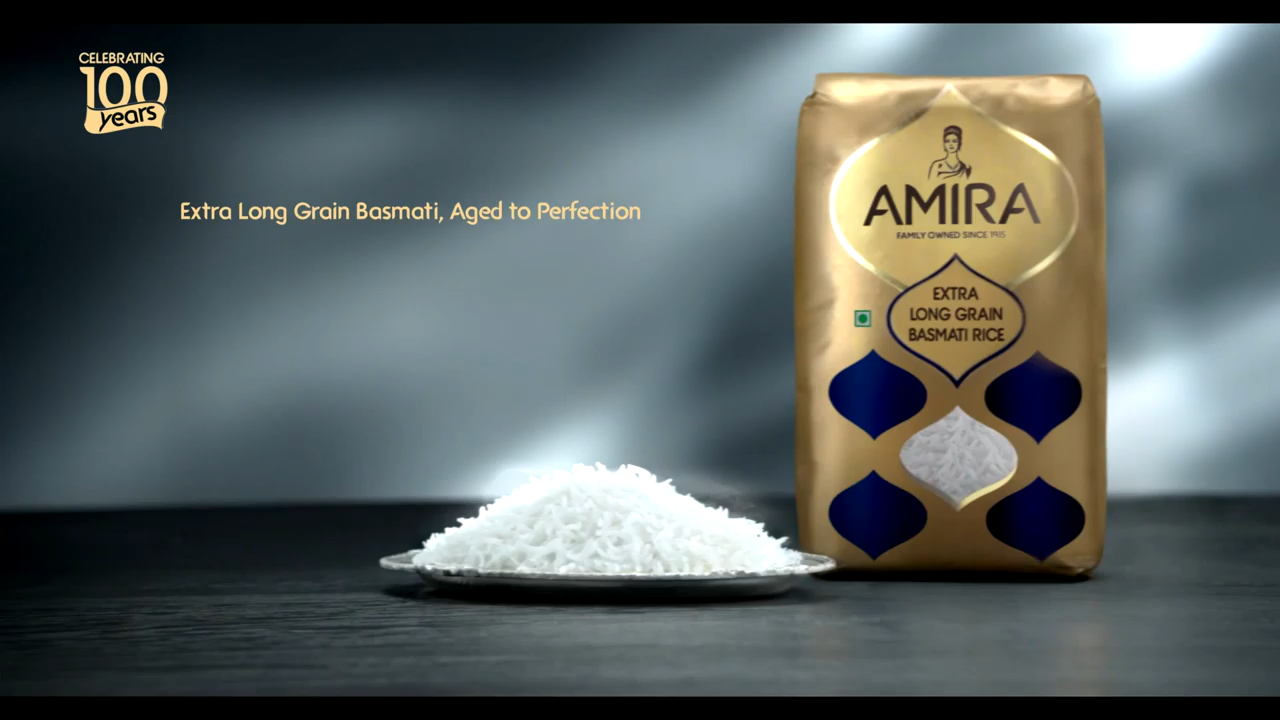 CELEBRATING
100
years
Extra Long Grain Basmati, Aged to Perfection
AMIRA
FAMILY OWNED SINCE 1915
EXTRA
LONG GRAIN
BASMATI RICE